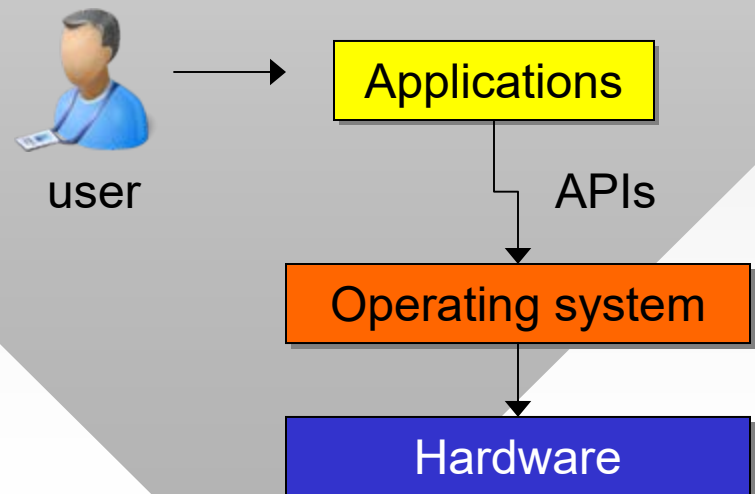 Applications
user
APIs
Operating system
Hardware